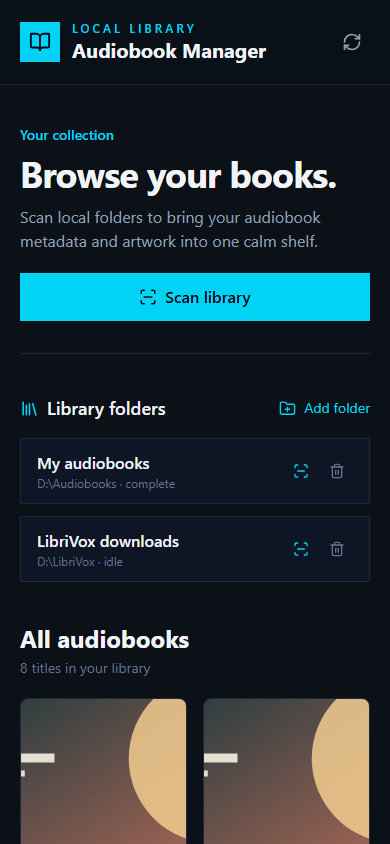 LOCAL LIBRARY
Audiobook Manager
Your collection
Browse your books.
Scan local folders to bring your audiobook
metadata and artwork into one calm shelf.
Scan library
Library folders
Add folder
My audiobooks
D:\Audiobooks · complete
LibriVox downloads
D:\LibriVox · idle
All audiobooks
8 titles in your library